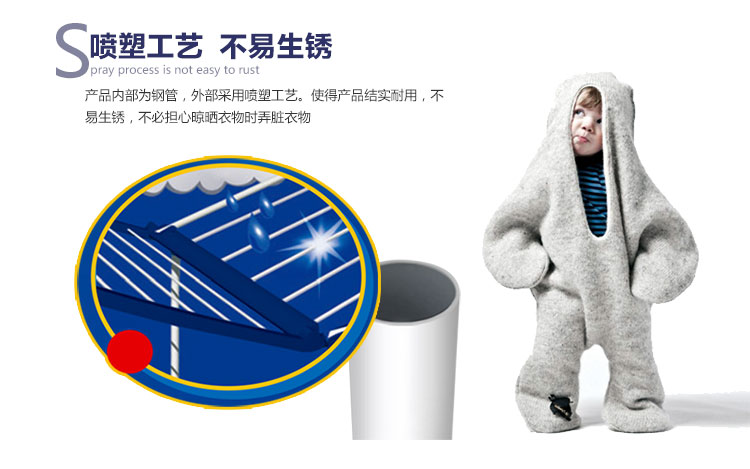 喷塑工艺 不易生锈
Spray process is not easy to rust
产品内部为钢管，外部采用喷塑工艺。使得产品结实耐用，不
易生锈，不必担心晾晒衣物时弄脏衣物